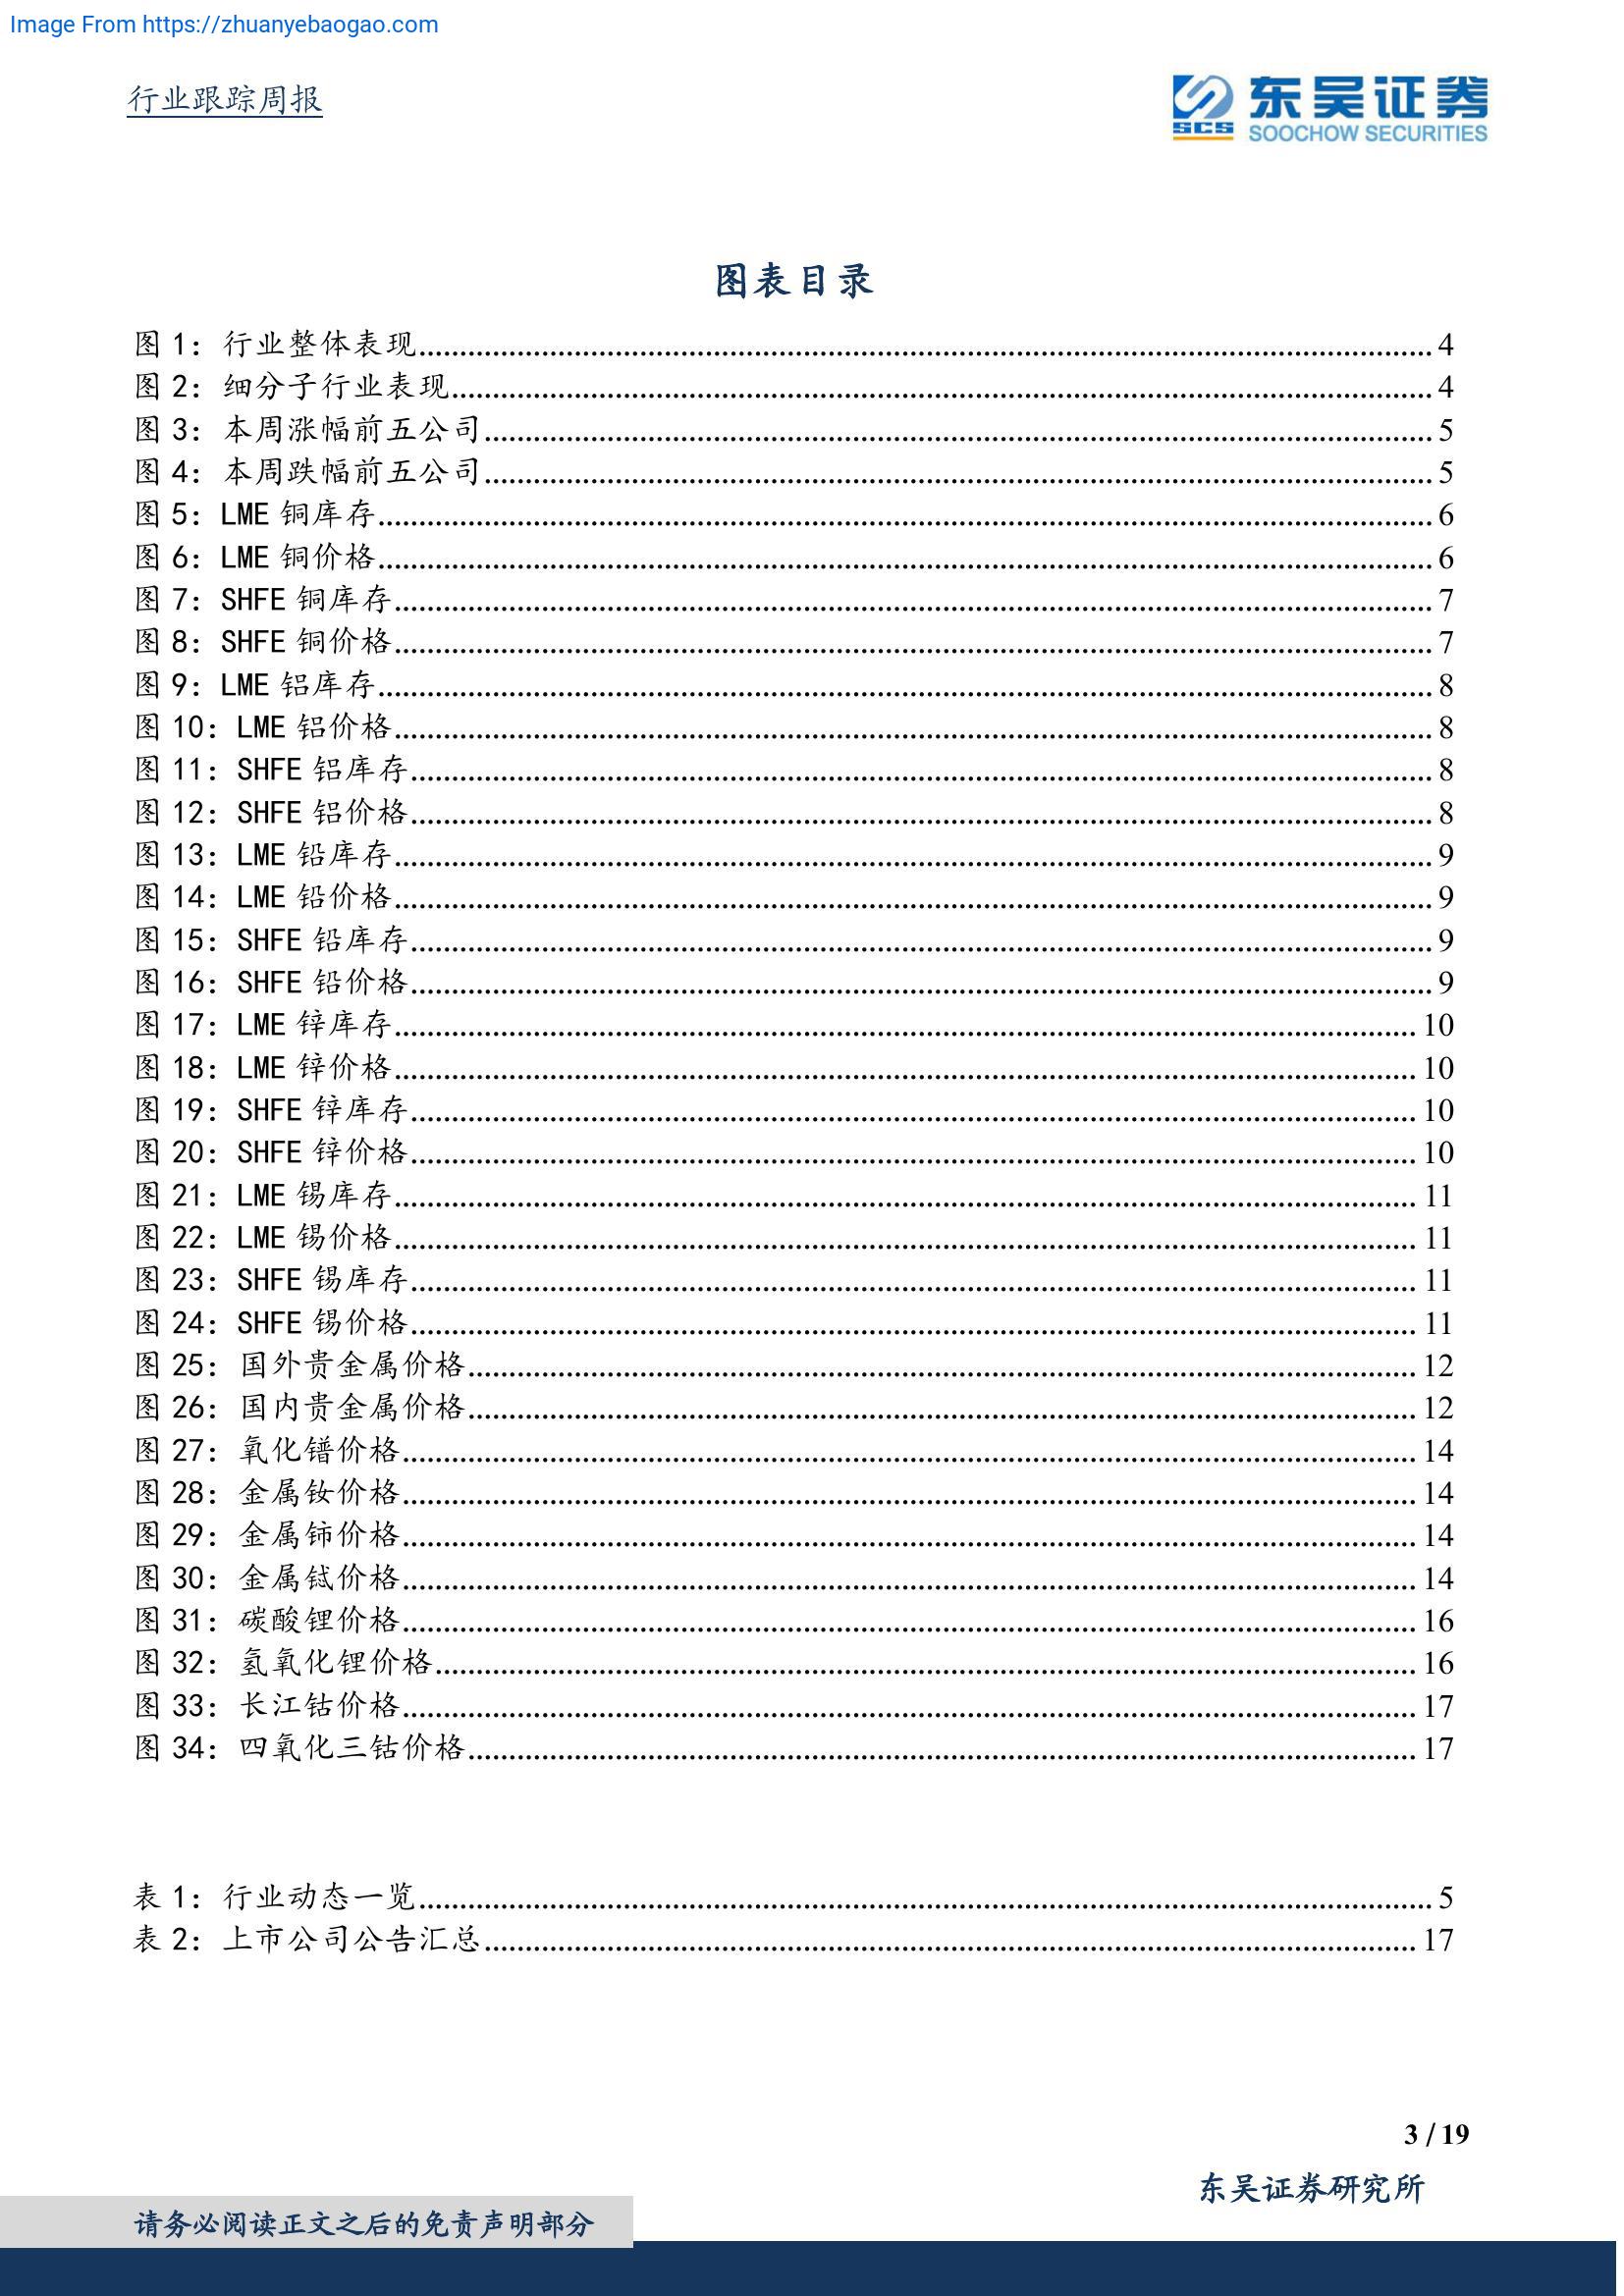 Image From https://zhuanyebaogao.com
行业跟踪周报
东吴证券
SCS
SOOCHOW SECURITIES
图表目录
图 1：行业整体表现 4
图 2：细分子行业表现 4
图 3：本周涨幅前五公司 5
图 4：本周跌幅前五公司 5
图 5：LME 铜库存 6
图 6：LME 铜价格 6
图 7：SHFE 铜库存 7
图 8：SHFE 铜价格 7
图 9：LME 铝库存 8
图 10：LME 铝价格 8
图 11：SHFE 铝库存 8
图 12：SHFE 铝价格 8
图 13：LME 铅库存 9
图 14：LME 铅价格 9
图 15：SHFE 铅库存 9
图 16：SHFE 铅价格 9
图 17：LME 锌库存 10
图 18：LME 锌价格 10
图 19：SHFE 锌库存 10
图 20：SHFE 锌价格 10
图 21：LME 锡库存 11
图 22：LME 锡价格 11
图 23：SHFE 锡库存 11
图 24：SHFE 锡价格 11
图 25：国外贵金属价格 12
图 26：国内贵金属价格 12
图 27：氧化镨价格 14
图 28：金属钕价格 14
图 29：金属铈价格 14
图 30：金属铽价格 14
图 31：碳酸锂价格 16
图 32：氢氧化锂价格 16
图 33：长江钴价格 17
图 34：四氧化三钴价格 17
表 1：行业动态一览 5
表 2：上市公司公告汇总 17
3 / 19
东吴证券研究所
请务必阅读正文之后的免责声明部分